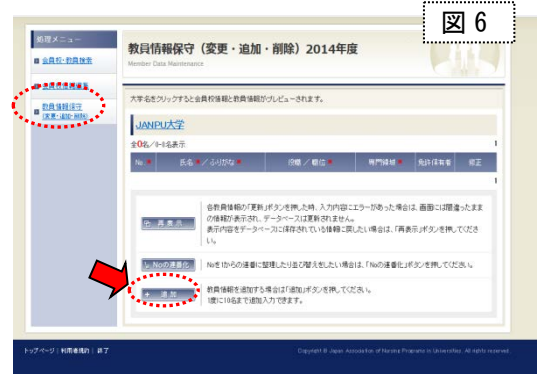 図6
処理メニュー
会員校・教員検索
教員情報保守
(変更・追加・削除)
教員情報保守(変更・追加・削除)2014年度
Member Data Maintenance
大学名をクリックすると会員校情報と教員情報がプレビューされます。
JANPU大学
全0名/0-0名表示
1
No.* 氏名*/ふりがな* 役職/職位* 専門領域* 免許保有者 修正
1
再表示
各教員情報の「更新」ボタンを押した時、入力内容にエラーがあった場合は、画面には間違ったまま
の情報が表示され、データベースは更新されません。
表示内容をデータベースに保存されている情報に戻したい場合は、「再表示」ボタンを押してくださ
い。
Noの連番化
Noを1からの連番に整理したり並び替えをしたい場合は、「Noの連番化」ボタンを押してください。
+ 追加
教員情報を追加する場合は「追加」ボタンを押してください。
1度に10名まで追加入力できます。
トップページ | 利用者規約 | 終了
Copyright © Japan Association of Nursing Programs in Universities. All rights reserved.